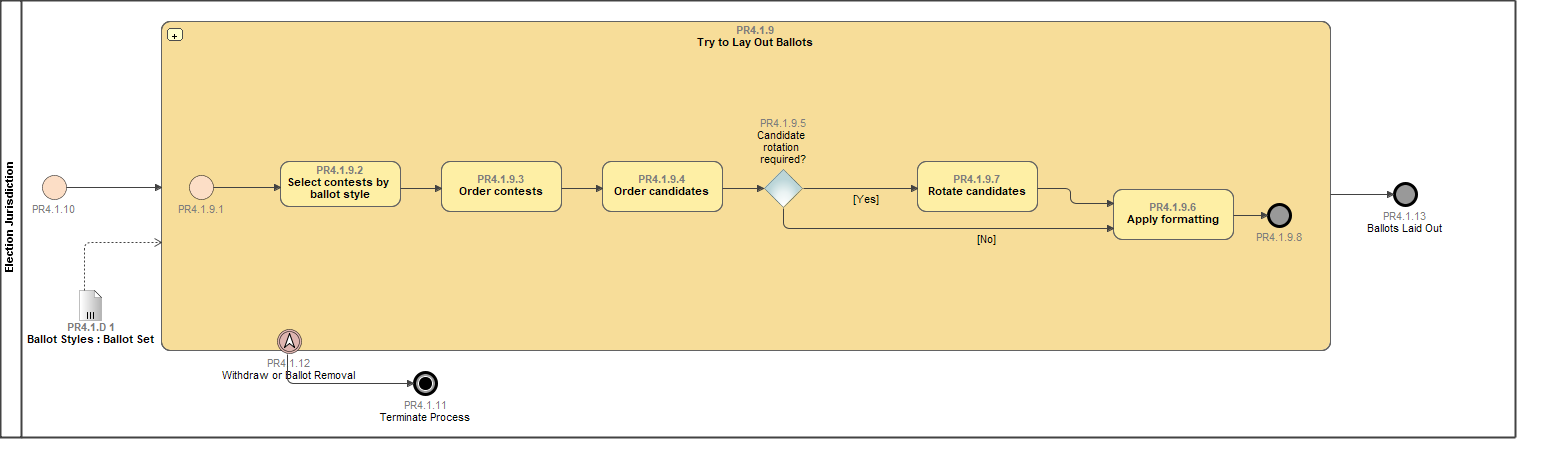 Election Jurisdiction
PR4.1.9
Try to Lay Out Ballots
PR4.1.10
PR4.1.9.1
PR4.1.9.2
Select contests by
ballot style
PR4.1.9.3
Order contests
PR4.1.9.4
Order candidates
PR4.1.9.5
Candidate
rotation
required?
[Yes]
[No]
PR4.1.9.7
Rotate candidates
PR4.1.9.6
Apply formatting
PR4.1.9.8
PR4.1.13
Ballots Laid Out
PR4.1.D 1
Ballot Styles : Ballot Set
PR4.1.12
Withdraw or Ballot Removal
PR4.1.11
Terminate Process